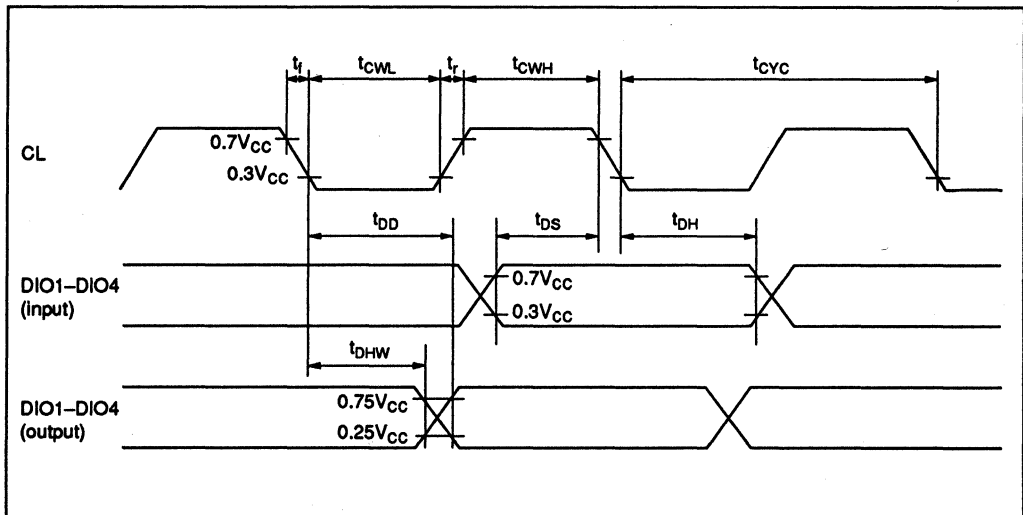 tf tCWL tr tCWH tCYC
CL
0.7VCC
0.3VCC
tDD tDS tDH
DIO1–DIO4
(input)
0.7VCC
0.3VCC
tDHW
DIO1–DIO4
(output)
0.75VCC
0.25VCC